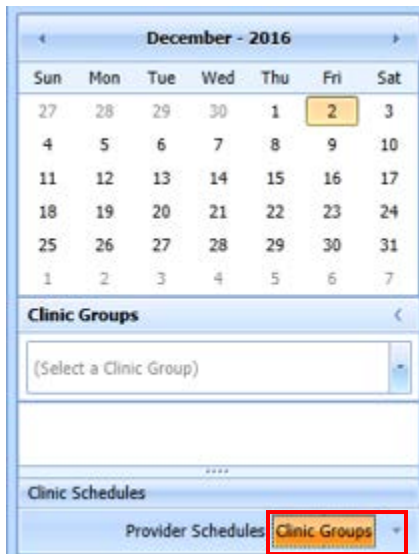 December - 2016
Sun Mon Tue Wed Thu Fri Sat
27 28 29 30 1 2 3
4 5 6 7 8 9 10
11 12 13 14 15 16 17
18 19 20 21 22 23 24
25 26 27 28 29 30 31
1 2 3 4 5 6 7
Clinic Groups
(Select a Clinic Group)
Clinic Schedules
Provider Schedules Clinic Groups